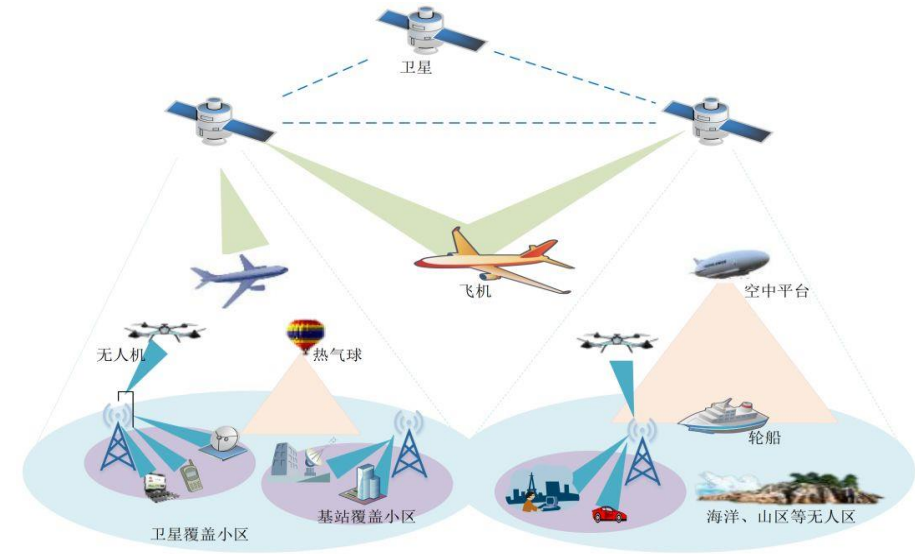 卫星
飞机
空中平台
无人机
热气球
轮船
基站覆盖小区
海洋、山区等无人区
卫星覆盖小区